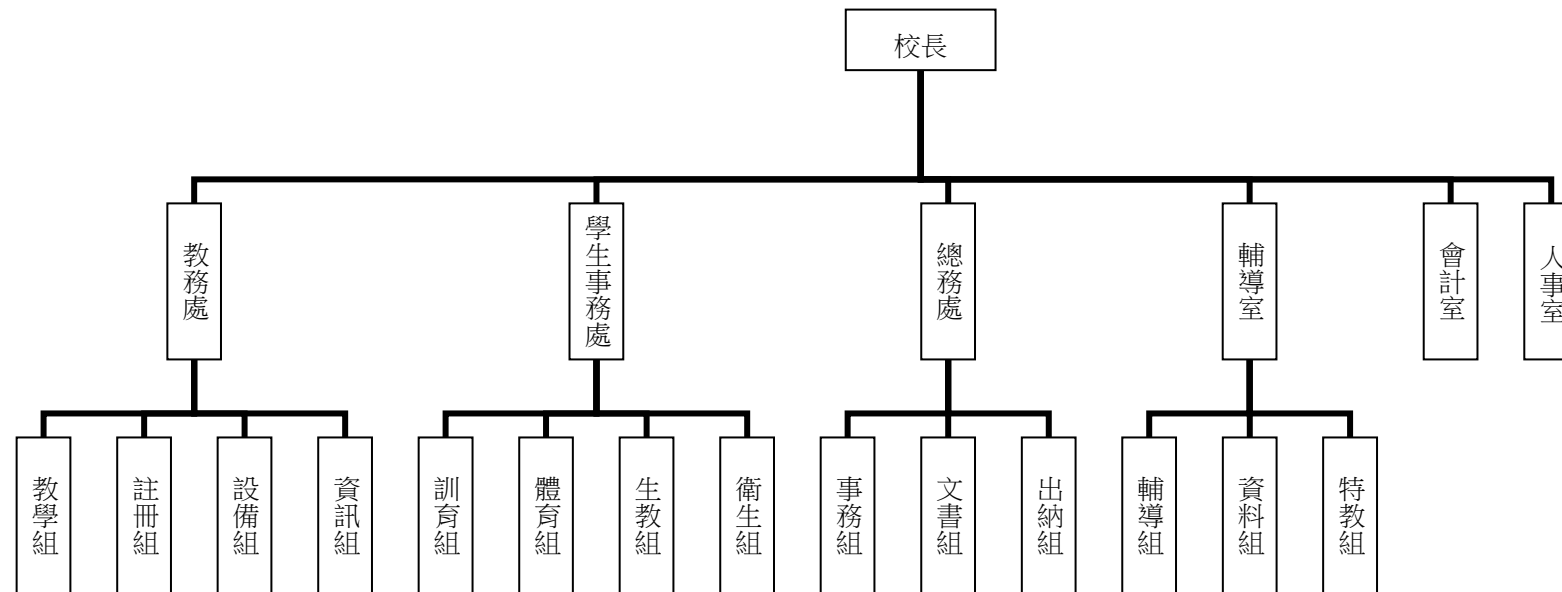 校長
教務處
學生事務處
總務處
輔導室
會計室
人事室
教學組
註冊組
設備組
資訊組
訓育組
體育組
生教組
衛生組
事務組
文書組
出納組
輔導組
資料組
特教組